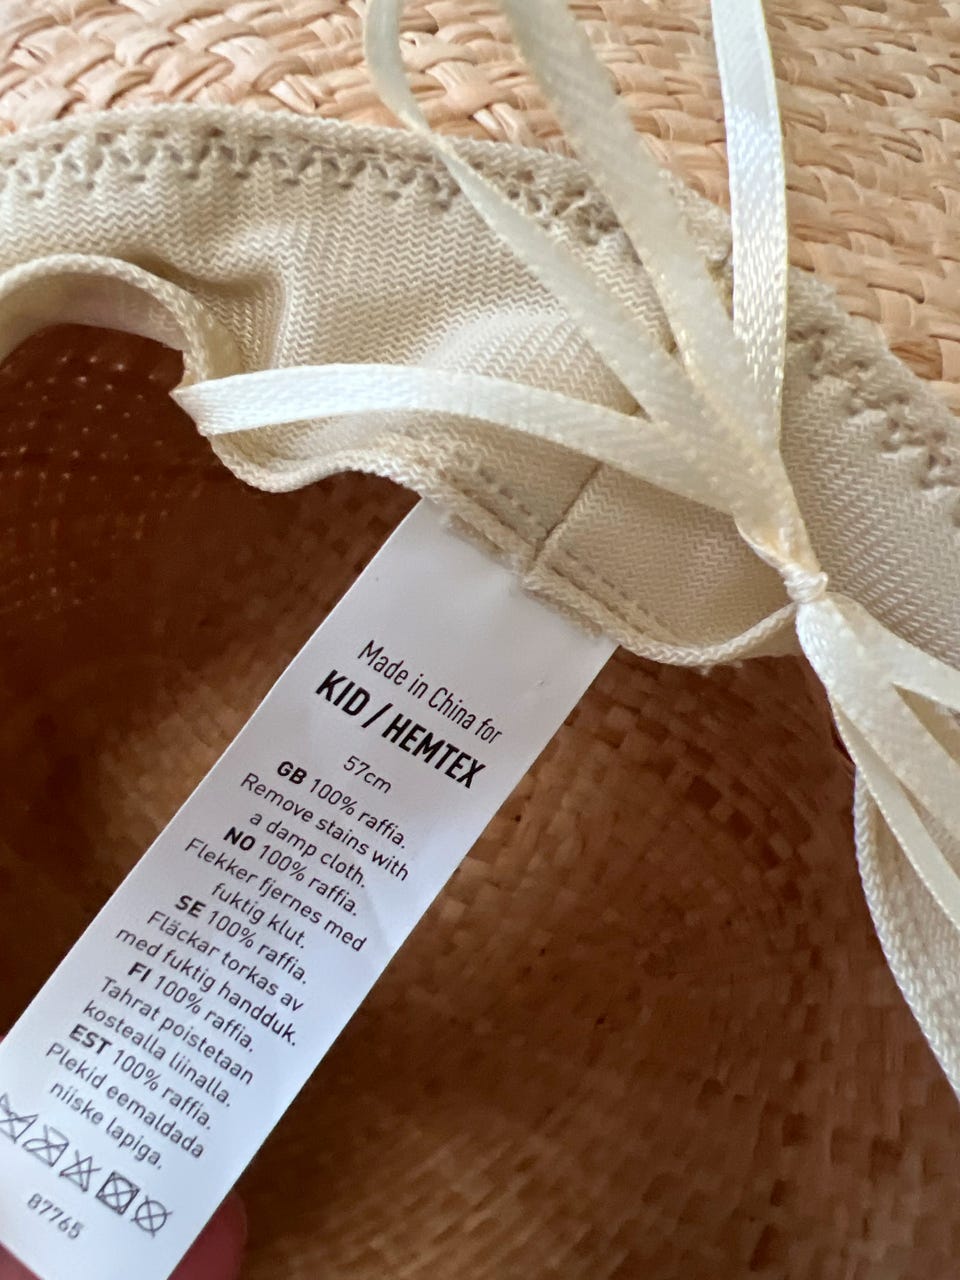 Made in China for
KID / HEMTEX
57cm
GB 100% raffia.
Remove stains with
a damp cloth.
NO 100% raffia.
Flekker fjernes med
fuktig klut.
SE 100% raffia.
Fläckar torkas av
med fuktig handduk.
FI 100% raffia.
Tahrat poistetaan
kostealla liinalla.
EST 100% raffia.
Plekid eemaldada
niiske lapiga.
87765